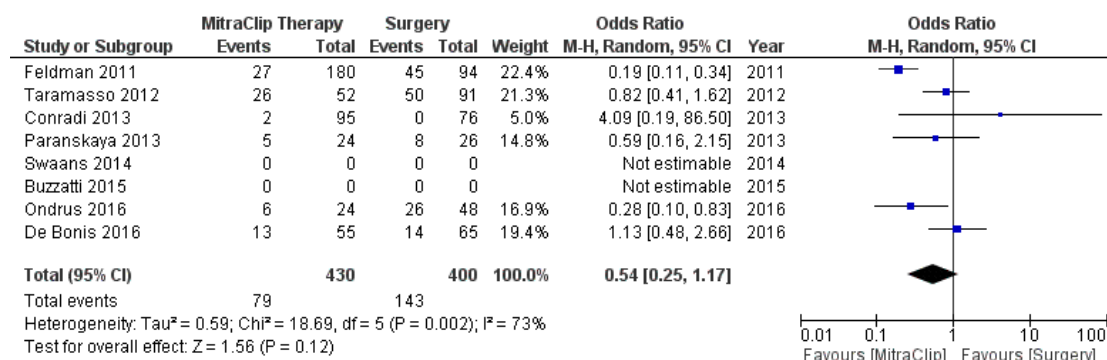 MitraClip Therapy Surgery Odds Ratio Odds Ratio
Study or Subgroup Events Total Events Total Weight M-H, Random, 95% CI Year M-H, Random, 95% CI
Feldman 2011 27 180 45 94 22.4% 0.19 [0.11, 0.34] 2011
Taramasso 2012 26 52 50 91 21.3% 0.82 [0.41, 1.62] 2012
Conradi 2013 2 95 0 76 5.0% 4.09 [0.19, 86.50] 2013
Paranskaya 2013 5 24 8 26 14.8% 0.59 [0.16, 2.15] 2013
Swaans 2014 0 0 0 0 Not estimable 2014
Buzzatti 2015 0 0 0 0 Not estimable 2015
Ondrus 2016 6 24 26 48 16.9% 0.28 [0.10, 0.83] 2016
De Bonis 2016 13 55 14 65 19.4% 1.13 [0.48, 2.66] 2016
Total (95% CI) 430 400 100.0% 0.54 [0.25, 1.17]
Total events 79 143
Heterogeneity: Tau² = 0.59; Chi² = 18.69, df = 5 (P = 0.002); I² = 73%
Test for overall effect: Z = 1.56 (P = 0.12)
0.01 0.1 1 10 100
Favours [MitraClip] Favours [Surgery]